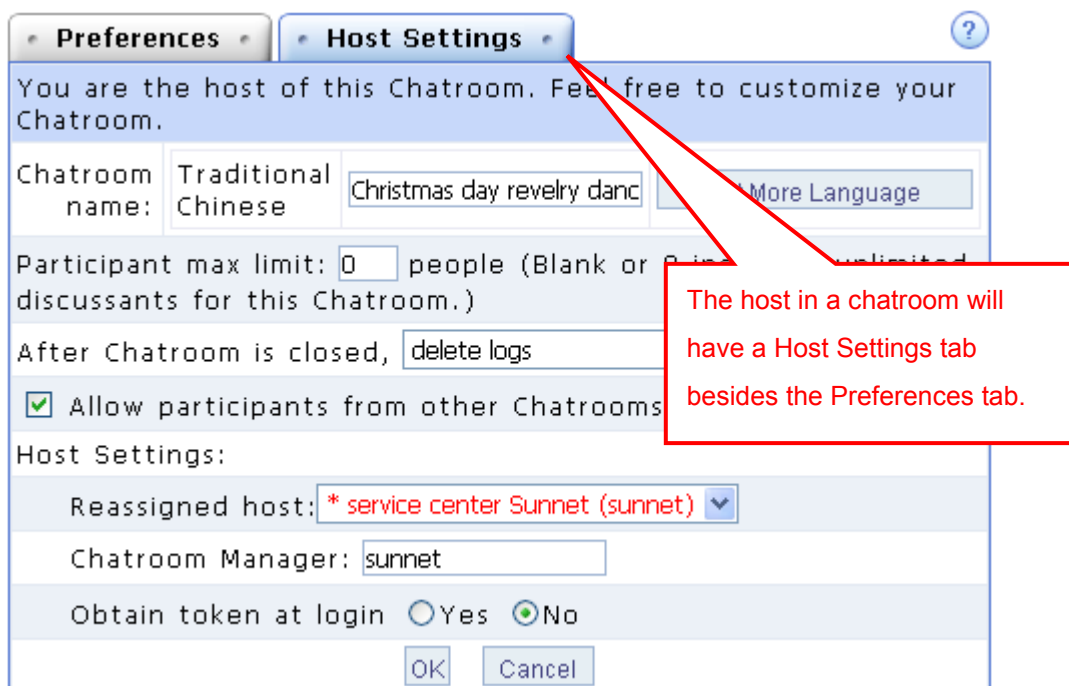 Preferences Host Settings ?
You are the host of this Chatroom. Feel free to customize your
Chatroom.
Chatroom name: Traditional Chinese Christmas day revelry danc More Language
Participant max limit: 0 people (Blank or unlimited
discussants for this Chatroom.)
After Chatroom is closed, delete logs
Allow participants from other Chatrooms
Host Settings:
Reassigned host: * service center Sunnet (sunnet)
Chatroom Manager: sunnet
Obtain token at login Yes No
OK Cancel
The host in a chatroom will
have a Host Settings tab
besides the Preferences tab.